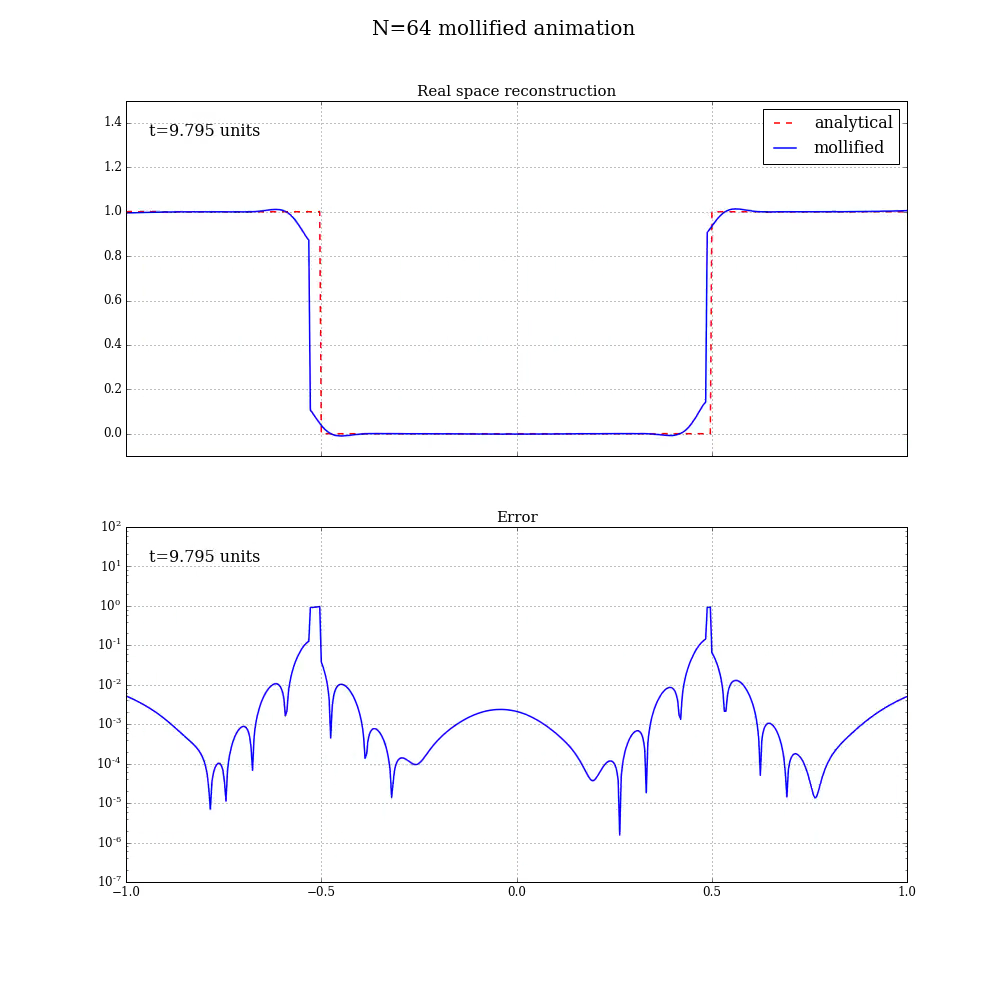 N=64 mollified animation
Real space reconstruction
t=9.795 units
analytical
mollified
1.4
1.2
1.0
0.8
0.6
0.4
0.2
0.0
Error
t=9.795 units
10²
10¹
10⁰
10⁻¹
10⁻²
10⁻³
10⁻⁴
10⁻⁵
10⁻⁶
10⁻⁷
−1.0 −0.5 0.0 0.5 1.0